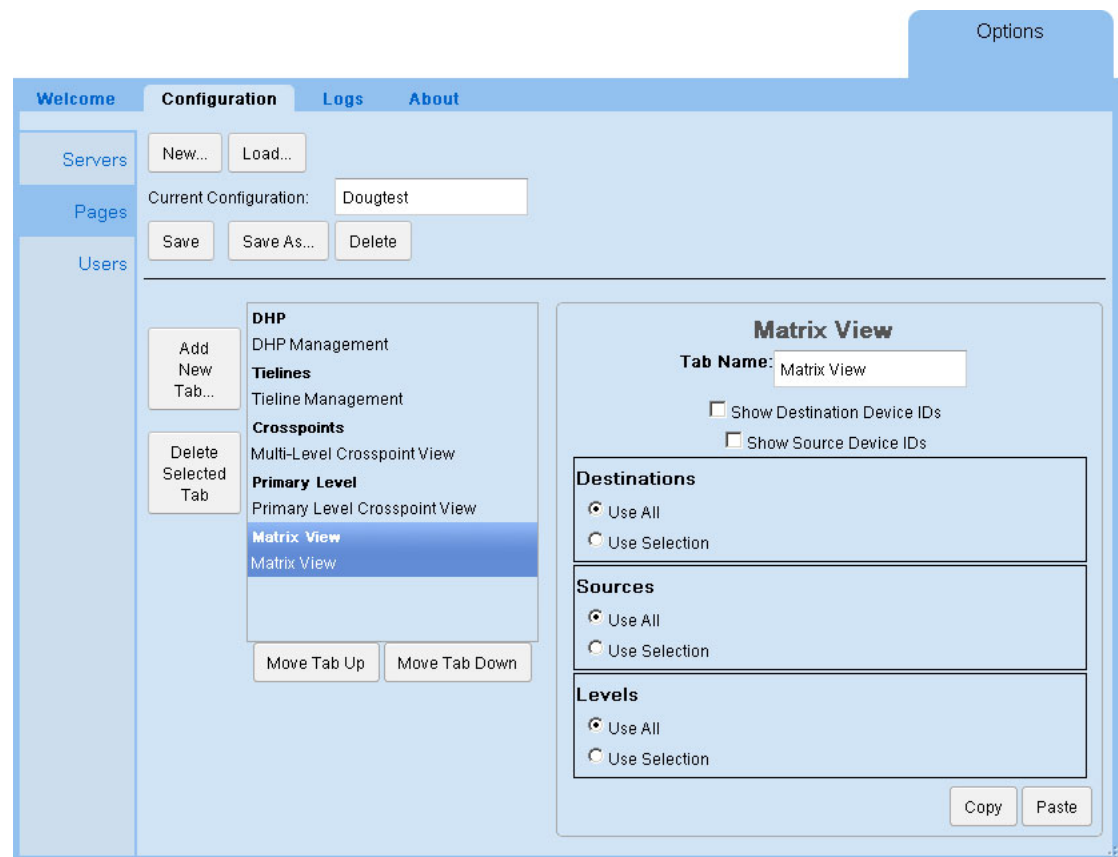 Options
Welcome Configuration Logs About
Servers
Pages
Users
New... Load...
Current Configuration: Dougtest
Save Save As... Delete
Add
New
Tab...
Delete
Selected
Tab
DHP
DHP Management
Tielines
Tieline Management
Crosspoints
Multi-Level Crosspoint View
Primary Level
Primary Level Crosspoint View
Matrix View
Matrix View
Move Tab Up Move Tab Down
Matrix View
Tab Name: Matrix View
Show Destination Device IDs
Show Source Device IDs
Destinations
Use All
Use Selection
Sources
Use All
Use Selection
Levels
Use All
Use Selection
Copy Paste